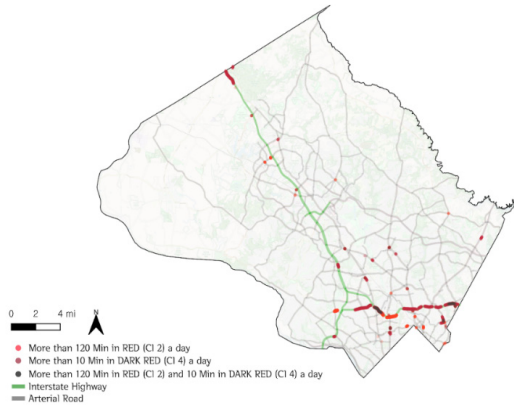 0 2 4 mi
N
More than 120 Min in RED (CI 2) a day
More than 10 Min in DARK RED (CI 4) a day
More than 120 Min in RED (CI 2) and 10 Min in DARK RED (CI 4) a day
Interstate Highway
Arterial Road